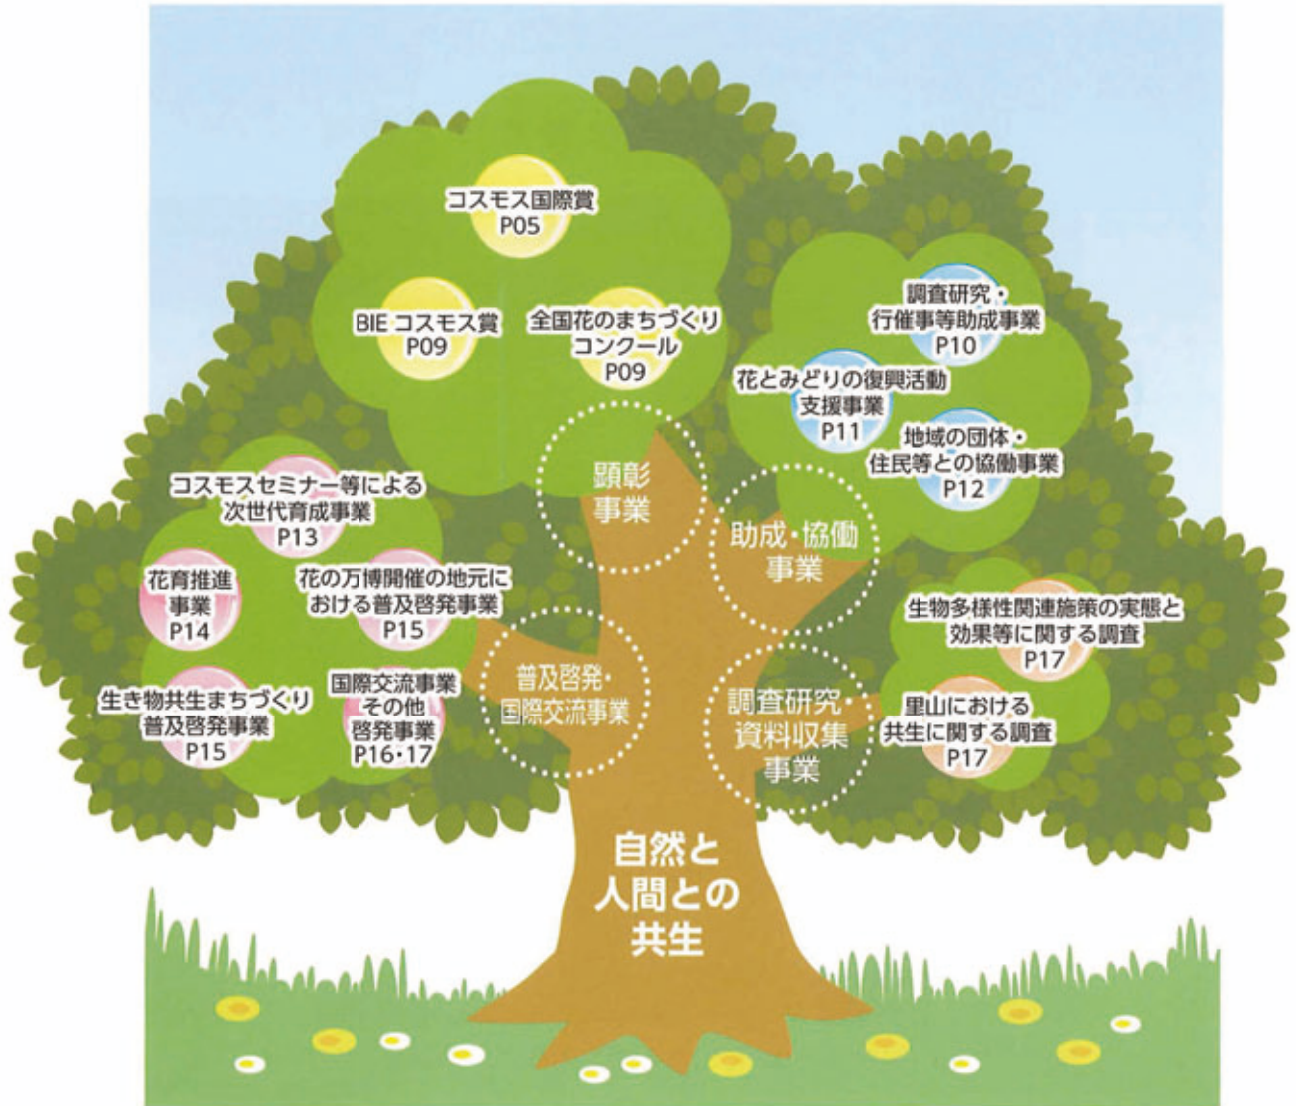 コスモス国際賞
P05
BIE コスモス賞
P09
全国花のまちづくり
コンクール
P09
調査研究・
行催事等助成事業
P10
花とみどりの復興活動
支援事業
P11
地域の団体・
住民等との協働事業
P12
顕彰
事業
助成・協働
事業
コスモスセミナー等による
次世代育成事業
P13
花育推進
事業
P14
花の万博開催の地元に
おける普及啓発事業
P15
生き物共生まちづくり
普及啓発事業
P15
国際交流事業
その他
啓発事業
P16・17
普及啓発・
国際交流事業
調査研究・
資料収集
事業
生物多様性関連施策の実態と
効果等に関する調査
P17
里山における
共生に関する調査
P17
自然と
人間との
共生